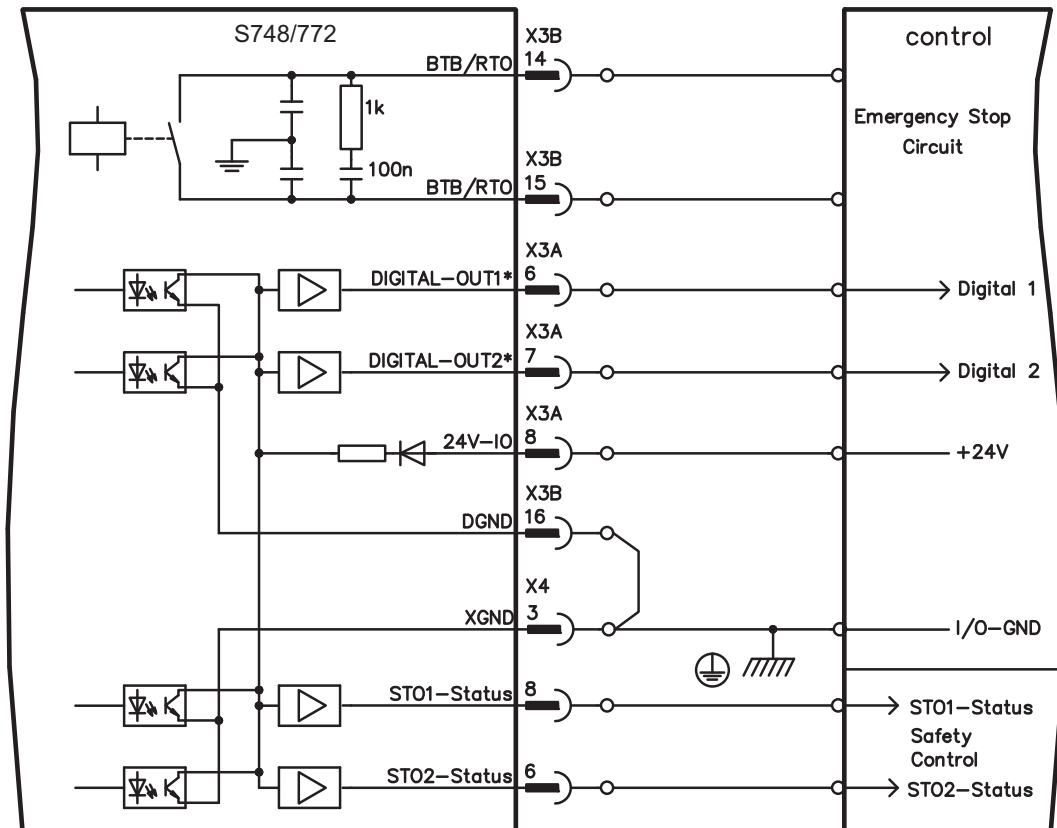 S748/772
X3B
control
BTB/RTO
14
1k
Emergency Stop
Circuit
100n
X3B
BTB/RTO
15
X3A
DIGITAL-OUT1*
6
Digital 1
X3A
DIGITAL-OUT2*
7
Digital 2
X3A
24V-IO
8
+24V
X3B
DGND
16
X4
XGND
3
I/O-GND
STO1-Status
8
STO1-Status
Safety
Control
STO2-Status
6
STO2-Status